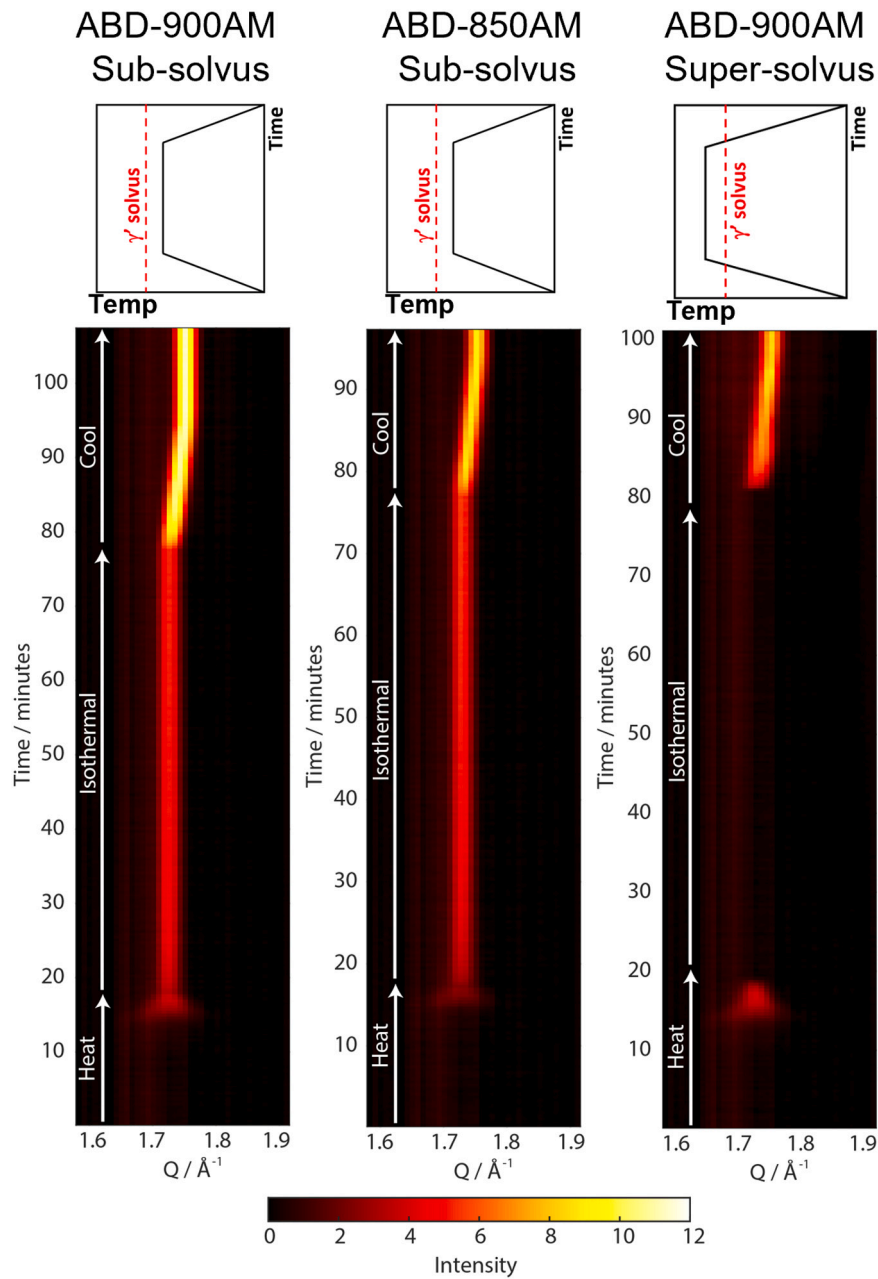 ABD-900AM
Sub-solvus
ABD-850AM
Sub-solvus
ABD-900AM
Super-solvus
γ' solvus
Time
Temp
γ' solvus
Time
Temp
γ' solvus
Time
Temp
Time / minutes
100
90
80
70
60
50
40
30
20
10
Cool
Isothermal
Heat
1.6 1.7 1.8 1.9
Q / Å⁻¹
Time / minutes
90
80
70
60
50
40
30
20
10
Cool
Isothermal
Heat
1.6 1.7 1.8 1.9
Q / Å⁻¹
Time / minutes
100
90
80
70
60
50
40
30
20
10
Cool
Isothermal
Heat
1.6 1.7 1.8 1.9
Q / Å⁻¹
0 2 4 6 8 10 12
Intensity